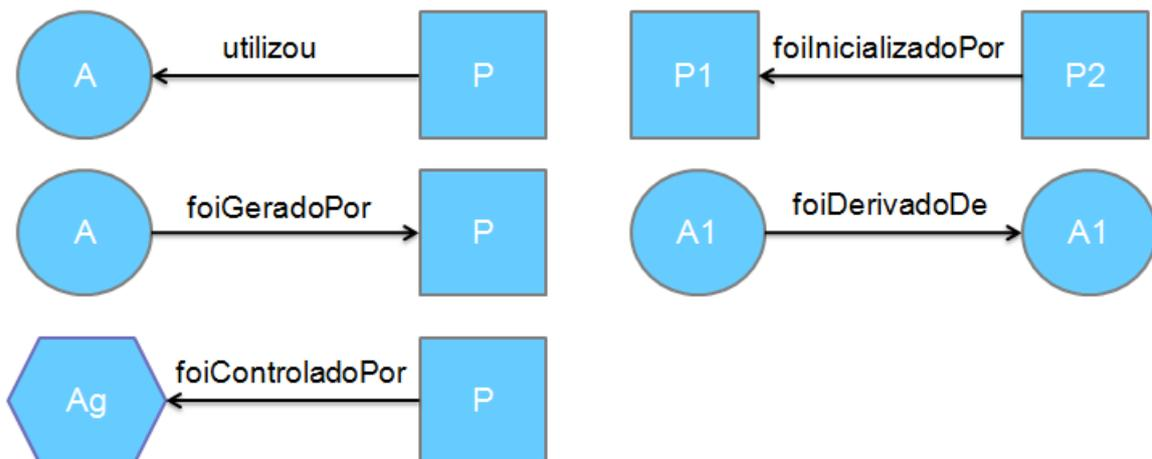 A utilizou P
P1 foiInicializadoPor P2
A foiGeradoPor P
A1 foiDerivadoDe A1
Ag foiControladoPor P